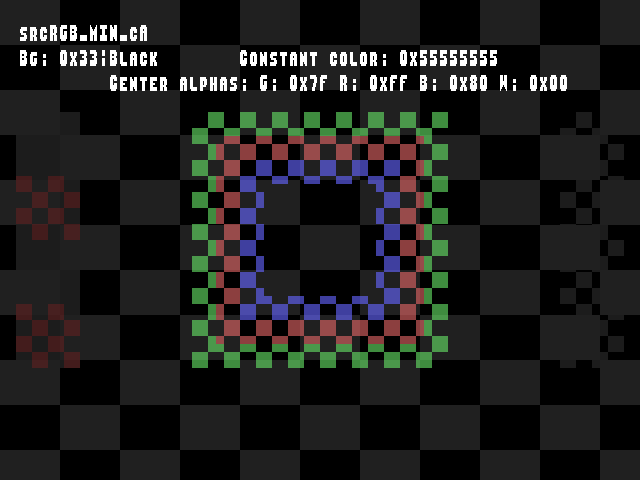 srcRGB_MIN_cA
Bg: 0x33¦Black Constant color: 0x55555555
Center alphas: G: 0x7f R: 0xff B: 0x80 W: 0x00